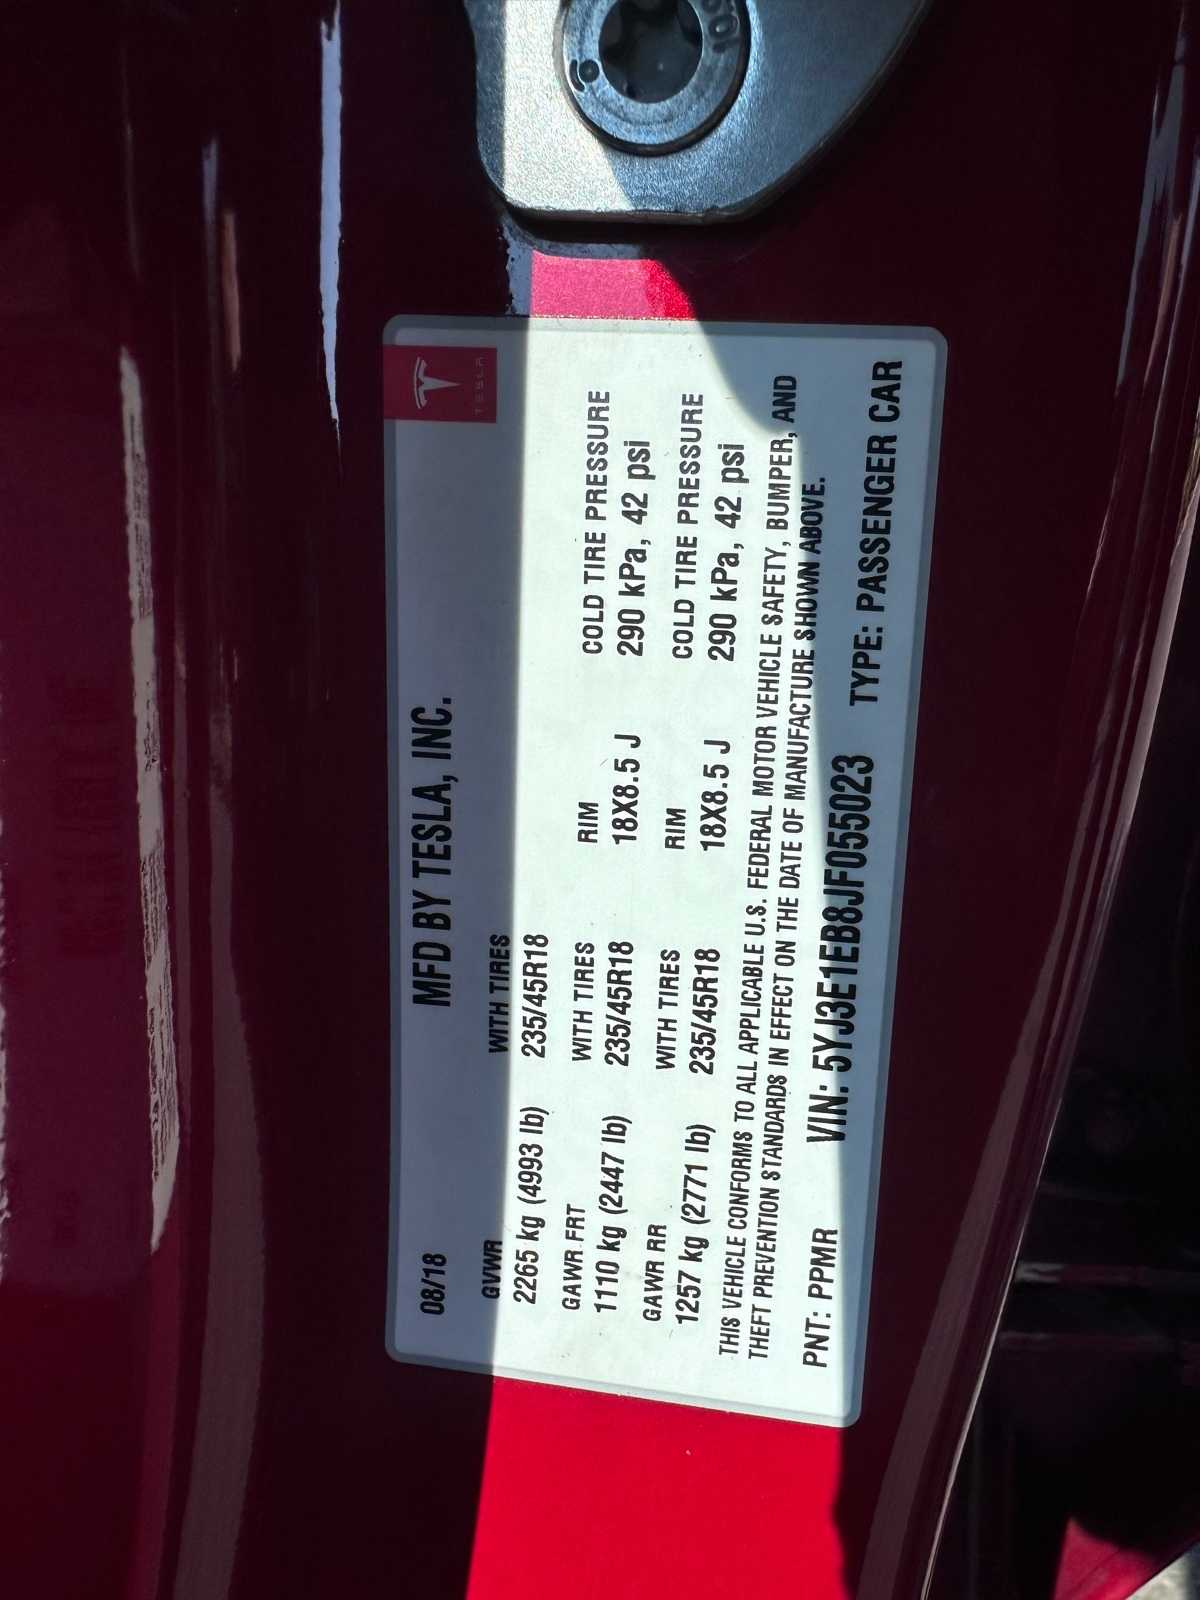 TESLA
08/18 MFD BY TESLA, INC.
GVWR WITH TIRES
2265 kg (4993 lb) 235/45R18
GAWR FRT WITH TIRES RIM COLD TIRE PRESSURE
1110 kg (2447 lb) 235/45R18 18X8.5 J 290 kPa, 42 psi
GAWR RR WITH TIRES RIM COLD TIRE PRESSURE
1257 kg (2771 lb) 235/45R18 18X8.5 J 290 kPa, 42 psi
THIS VEHICLE CONFORMS TO ALL APPLICABLE U.S. FEDERAL MOTOR VEHICLE SAFETY, BUMPER, AND
THEFT PREVENTION STANDARDS IN EFFECT ON THE DATE OF MANUFACTURE SHOWN ABOVE.
PNT: PPMR VIN: 5YJ3E1EB8JF055023 TYPE: PASSENGER CAR